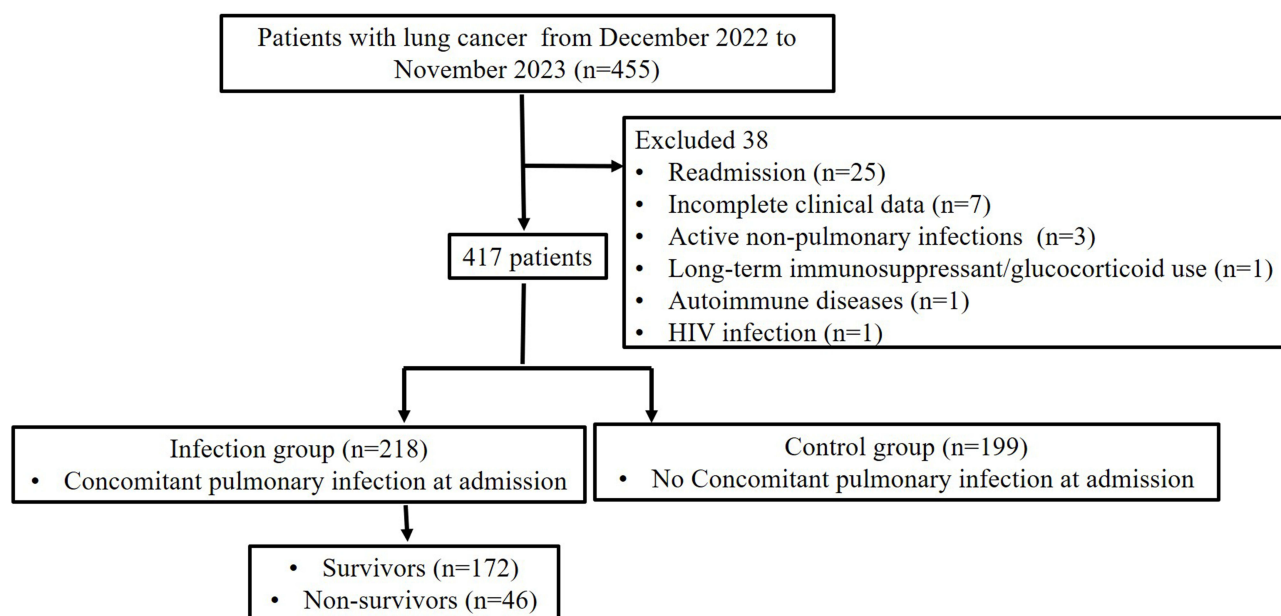 Patients with lung cancer from December 2022 to
November 2023 (n=455)
Excluded 38
• Readmission (n=25)
• Incomplete clinical data (n=7)
• Active non-pulmonary infections (n=3)
• Long-term immunosuppressant/glucocorticoid use (n=1)
• Autoimmune diseases (n=1)
• HIV infection (n=1)
417 patients
Infection group (n=218)
• Concomitant pulmonary infection at admission
Control group (n=199)
• No Concomitant pulmonary infection at admission
• Survivors (n=172)
• Non-survivors (n=46)